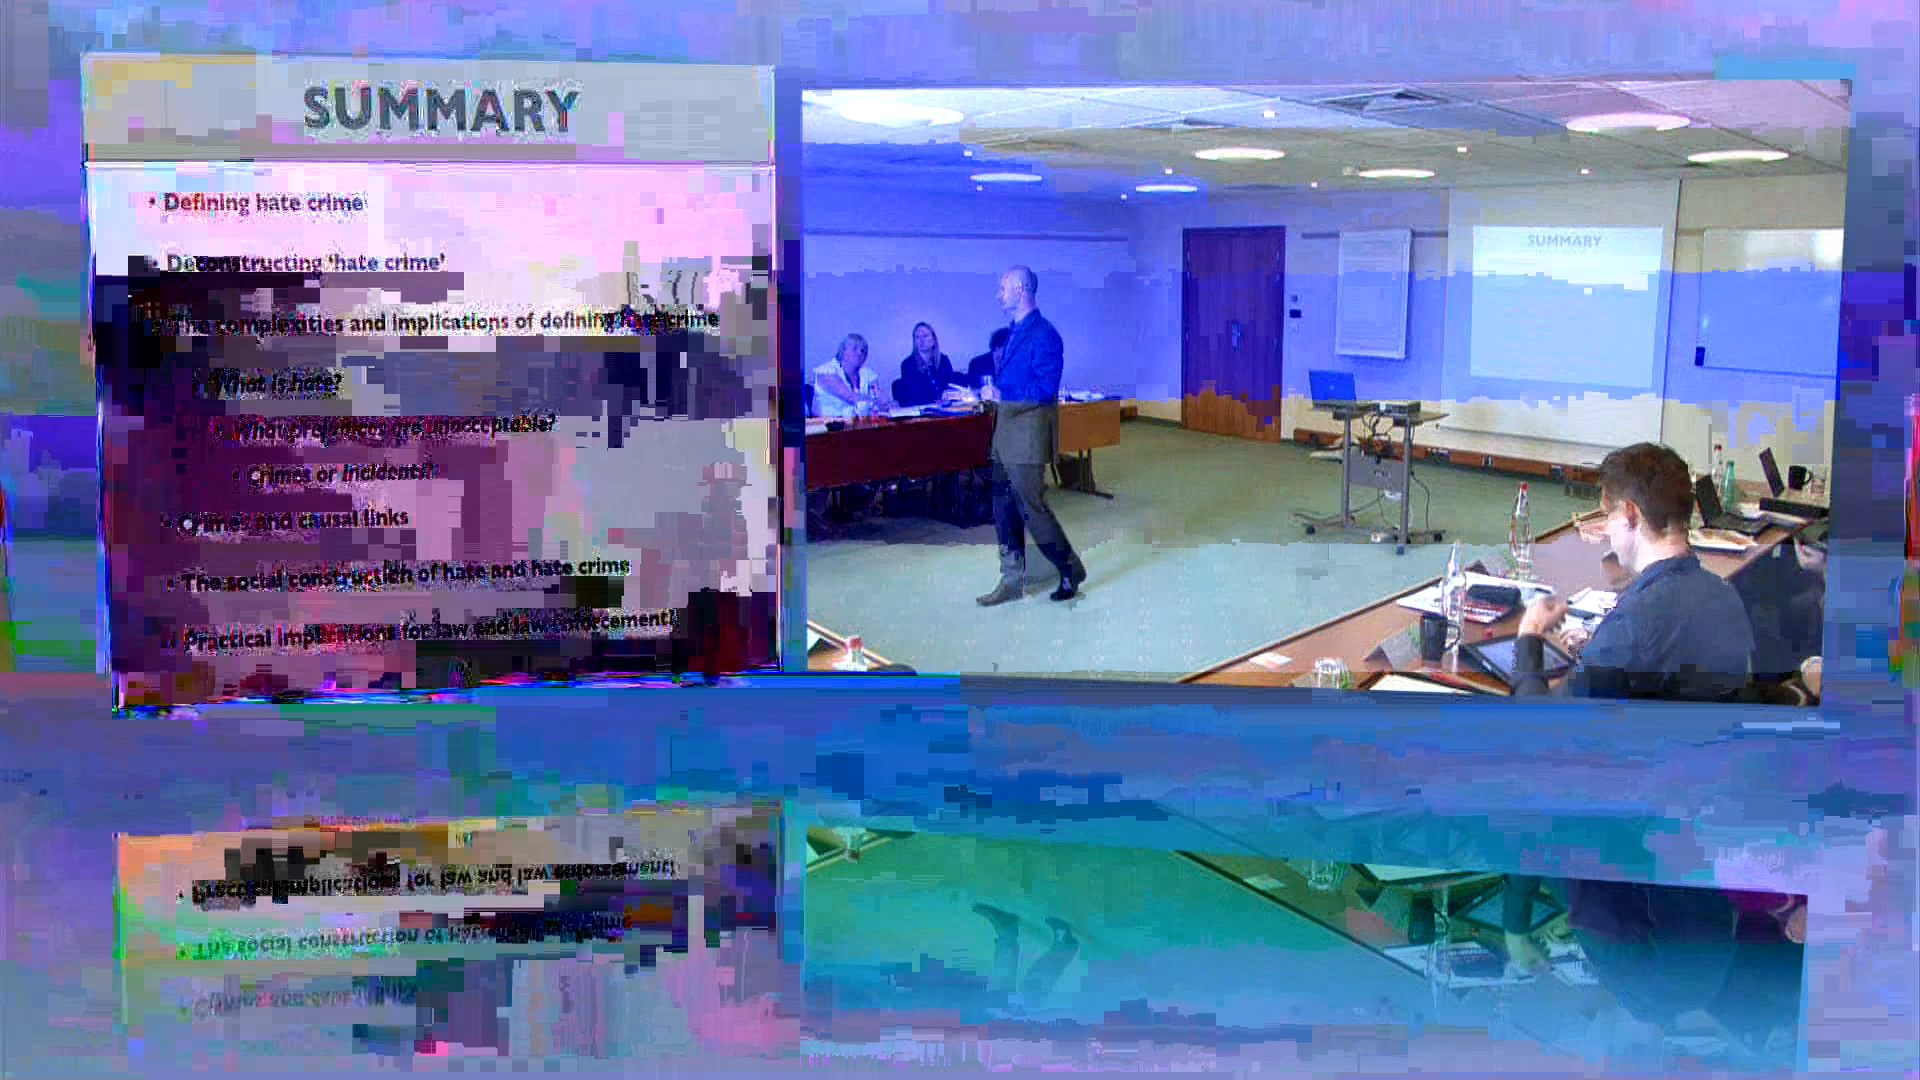 SUMMARY
• Defining hate crime
• Deconstructing 'hate crime'
• The complexities and implications of defining hate crime
• What is hate?
• What prejudices are unacceptable?
• Crimes or incidents?
• Crimes and causal links
• The social construction of hate and hate crime
• Practical implications for law and law enforcement
SUMMARY